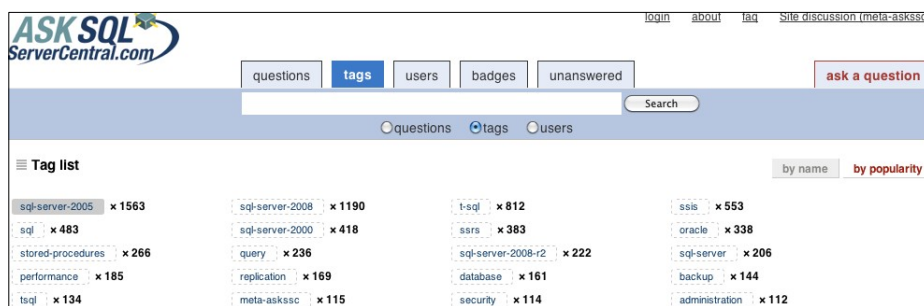 login about faq Site discussion (meta-askssc
ASK SQL
ServerCentral.com
questions tags users badges unanswered ask a question
Search
questions tags users
Tag list by name by popularity
sql-server-2005 × 1563 sql-server-2008 × 1190 t-sql × 812 ssis × 553
sql × 483 sql-server-2000 × 418 ssrs × 383 oracle × 338
stored-procedures × 266 query × 236 sql-server-2008-r2 × 222 sql-server × 206
performance × 185 replication × 169 database × 161 backup × 144
tsql × 134 meta-askssc × 115 security × 114 administration × 112